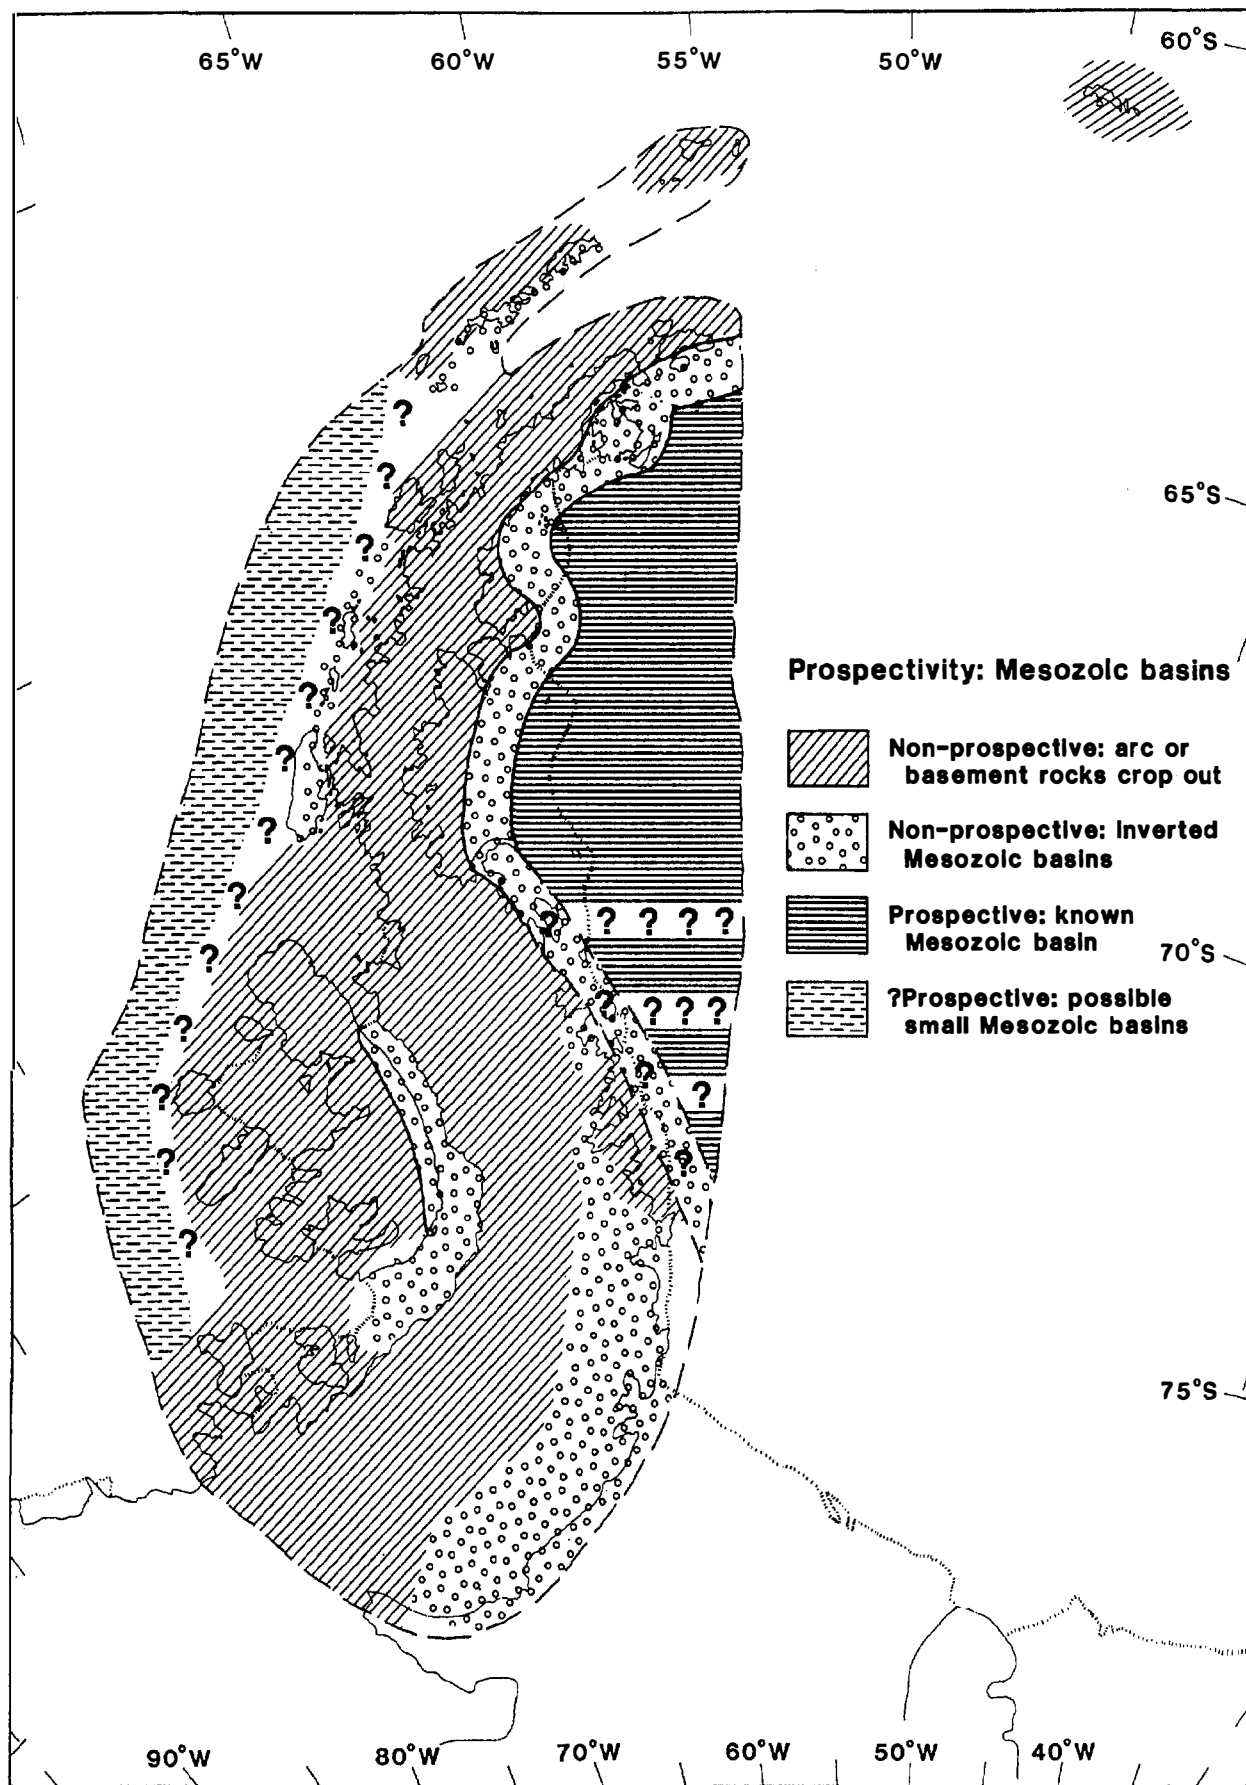 65°W 60°W 55°W 50°W 60°S
?
?
?
65°S
?
?
Prospectivity: Mesozoic basins
?
?
Non-prospective: arc or
basement rocks crop out
?
Non-prospective: inverted
Mesozoic basins
?
? ? ? ? ?
Prospective: known
Mesozoic basin
70°S
?
? ? ? ?
?Prospective: possible
small Mesozoic basins
?
?
?
?
?
?
?
75°S
90°W 80°W 70°W 60°W 50°W 40°W